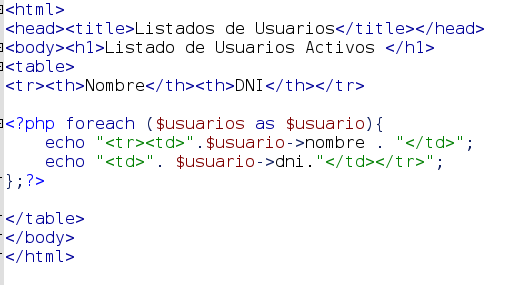 <html>
<head><title>Listados de Usuarios</title></head>
<body><h1>Listado de Usuarios Activos </h1>
<table>
<tr><th>Nombre</th><th>DNI</th></tr>
<?php foreach ($usuarios as $usuario){
echo "<tr><td>".$usuario->nombre . "</td>";
echo "<td>". $usuario->dni."</td></tr>";
};?>
</table>
</body>
</html>